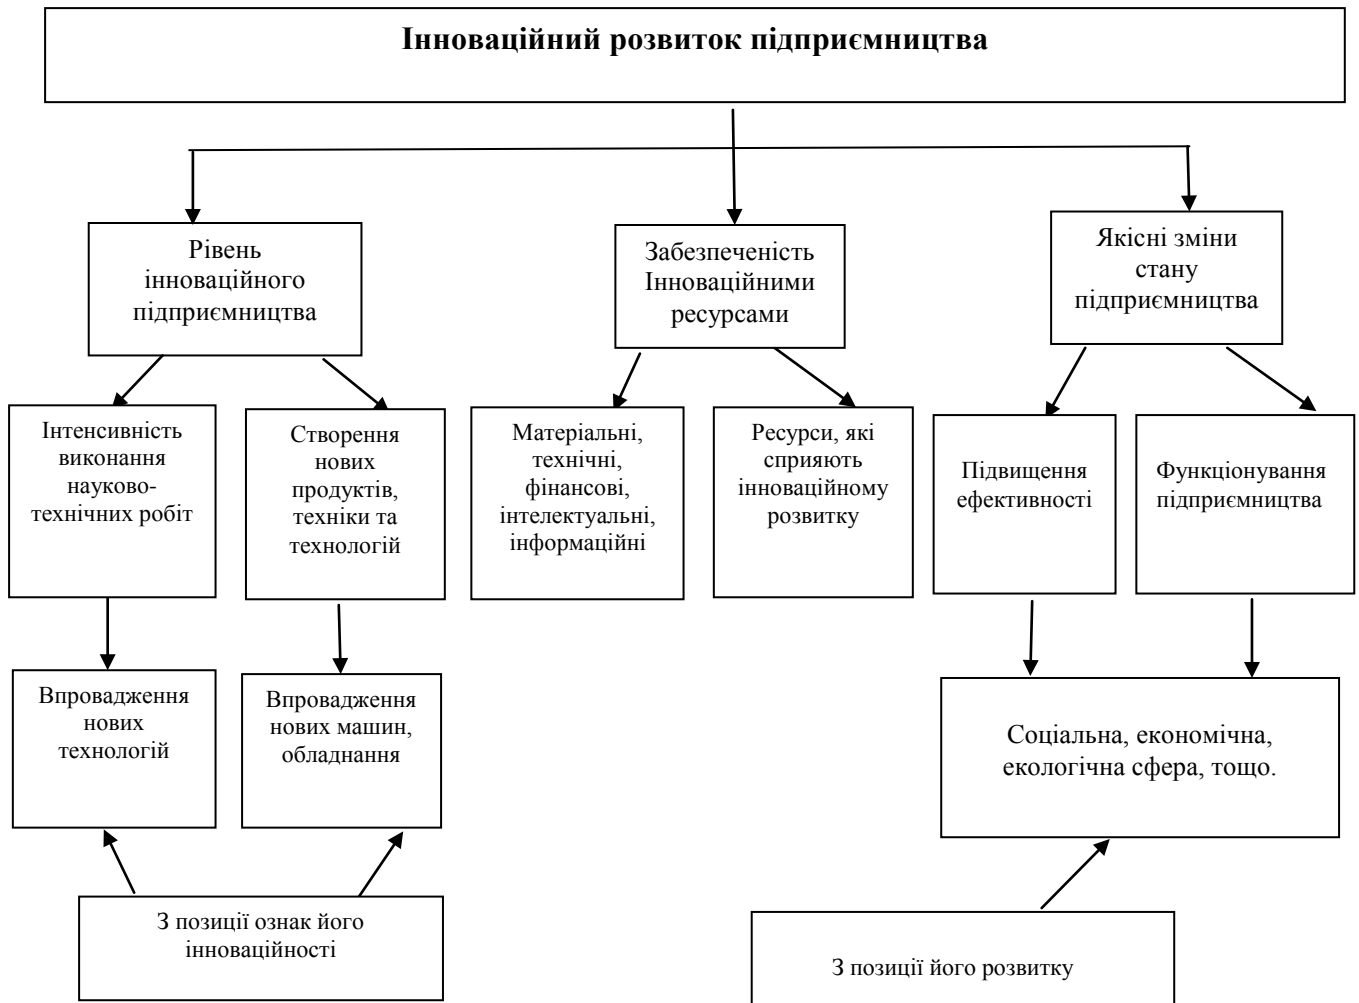 Інноваційний розвиток підприємництва
Рівень
інноваційного
підприємництва
Забезпеченість
Інноваційними
ресурсами
Якісні зміни
стану
підприємництва
Інтенсивність
виконання
науково-
технічних робіт
Створення
нових
продуктів,
техніки та
технологій
Матеріальні,
технічні,
фінансові,
інтелектуальні,
інформаційні
Ресурси, які
сприяють
інноваційному
розвитку
Підвищення
ефективності
Функціонування
підприємництва
Впровадження
нових
технологій
Впровадження
нових машин,
обладнання
Соціальна, економічна,
екологічна сфера, тощо.
З позиції ознак його
інноваційності
З позиції його розвитку